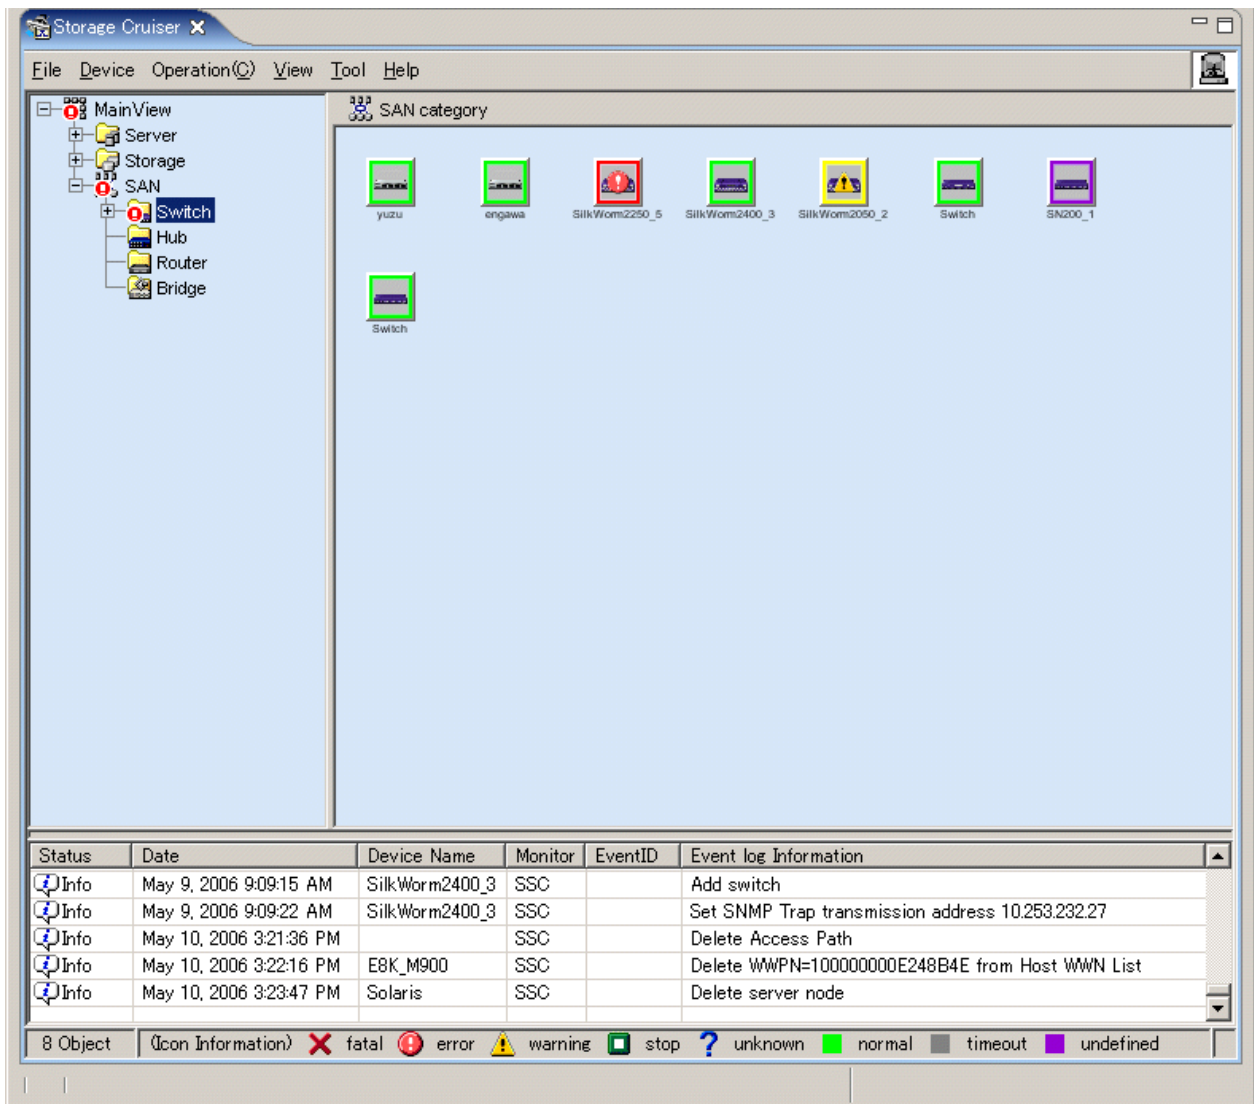 Storage Cruiser
File Device Operation(C) View Tool Help
MainView
Server
Storage
SAN
Switch
Hub
Router
Bridge
SAN category
yuzu engawa SilkWorm2250_5 SilkWorm2400_3 SilkWorm2050_2 Switch SN200_1
Switch
Status Date Device Name Monitor EventID Event log Information
Info May 9, 2006 9:09:15 AM SilkWorm2400_3 SSC Add switch
Info May 9, 2006 9:09:22 AM SilkWorm2400_3 SSC Set SNMP Trap transmission address 10.253.232.27
Info May 10, 2006 3:21:36 PM SSC Delete Access Path
Info May 10, 2006 3:22:16 PM E8K_M900 SSC Delete WWPN=100000000E248B4E from Host WWN List
Info May 10, 2006 3:23:47 PM Solaris SSC Delete server node
8 Object (Icon Information) fatal error warning stop unknown normal timeout undefined